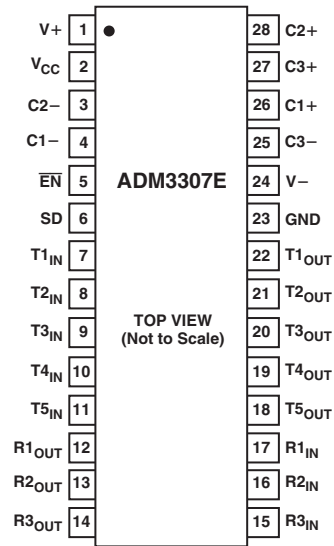 V+ 1 28 C2+
VCC 2 27 C3+
C2− 3 26 C1+
C1− 4 25 C3−
EN 5 ADM3307E 24 V−
SD 6 23 GND
T1IN 7 22 T1OUT
T2IN 8 21 T2OUT
T3IN 9 TOP VIEW 20 T3OUT
(Not to Scale)
T4IN 10 19 T4OUT
T5IN 11 18 T5OUT
R1OUT 12 17 R1IN
R2OUT 13 16 R2IN
R3OUT 14 15 R3IN